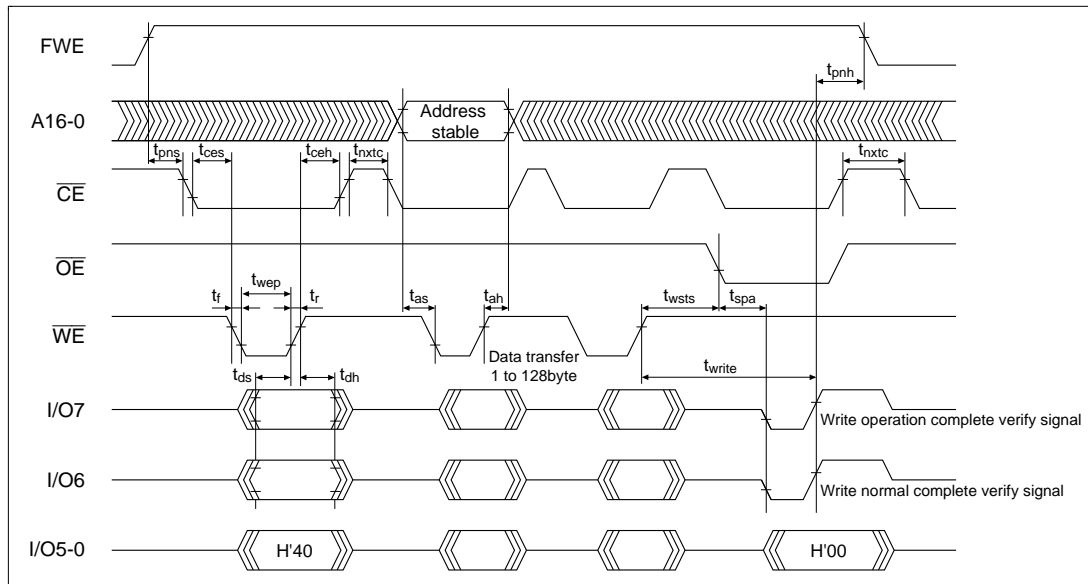 FWE
tpnh
A16-0
Address
stable
tpns
tces
tceh
tnxtc
tnxtc
CE
OE
twep
tf
tr
tas
tah
twsts
tspa
WE
Data transfer
1 to 128byte
twrite
tds
tdh
I/O7
Write operation complete verify signal
I/O6
Write normal complete verify signal
I/O5-0
H'40
H'00